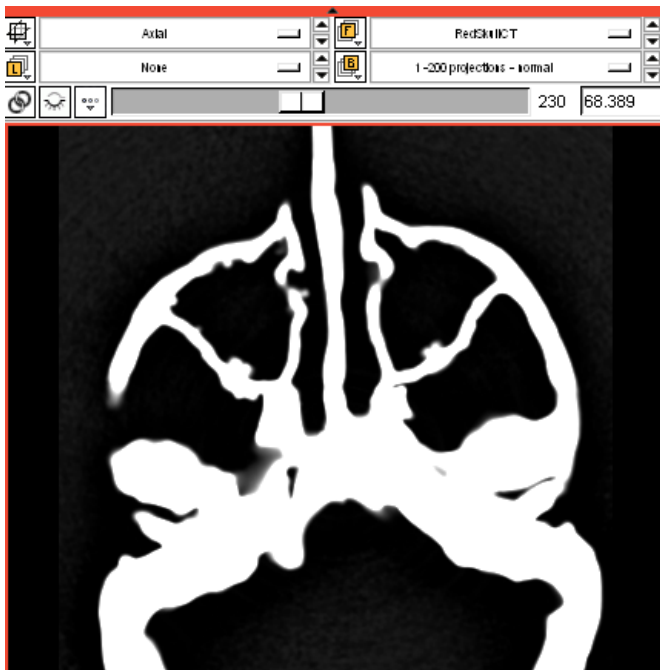 Axial
F
RedSkullCT
L
None
B
1-200 projections - normal
230
68.389